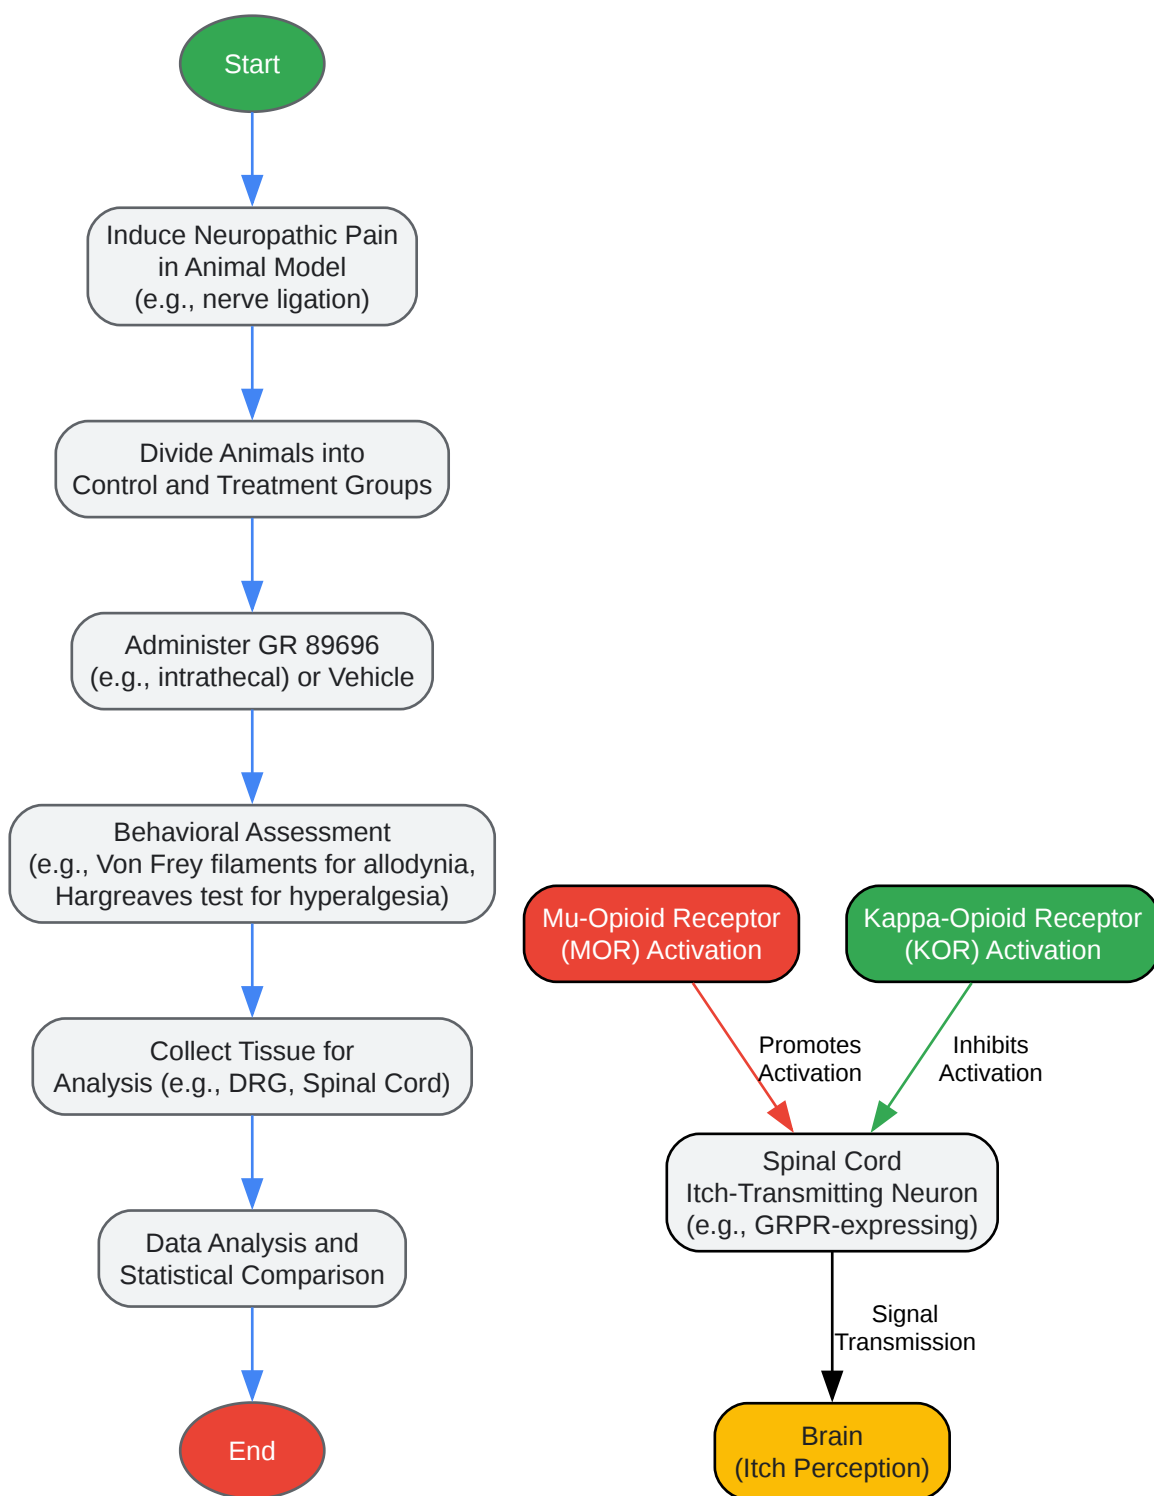 Start
Induce Neuropathic Pain
in Animal Model
(e.g., nerve ligation)
Divide Animals into
Control and Treatment Groups
Administer GR 89696
(e.g., intrathecal) or Vehicle
Behavioral Assessment
(e.g., Von Frey filaments for allodynia,
Hargreaves test for hyperalgesia)
Collect Tissue for
Analysis (e.g., DRG, Spinal Cord)
Data Analysis and
Statistical Comparison
End
Mu-Opioid Receptor
(MOR) Activation
Kappa-Opioid Receptor
(KOR) Activation
Promotes
Activation
Inhibits
Activation
Spinal Cord
Itch-Transmitting Neuron
(e.g., GRPR-expressing)
Signal
Transmission
Brain
(Itch Perception)